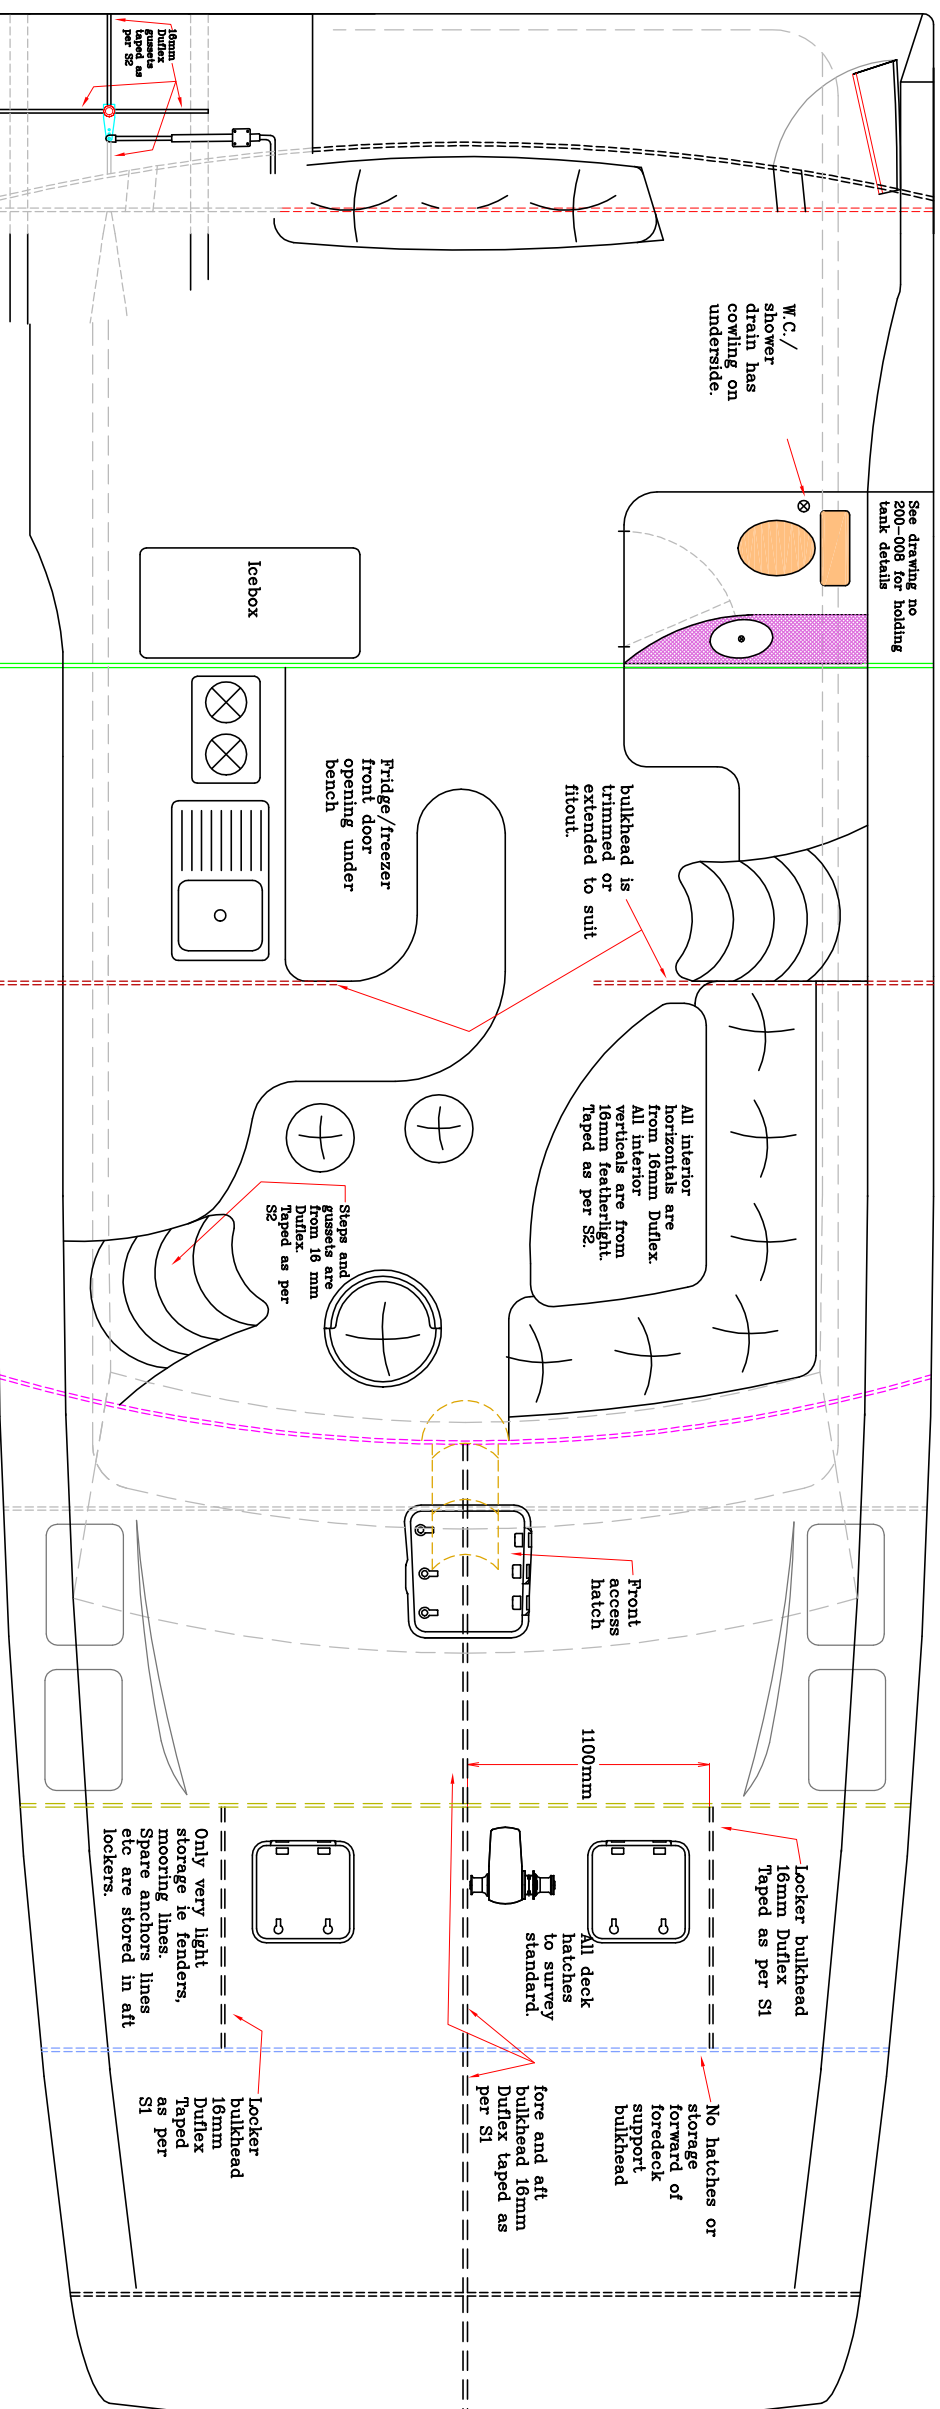 16mm
Duflex
gussets
taped as
per S2
W.C./
shower
drain has
cowling on
underside.
See drawing no
200-008 for holding
tank details
Icebox
Fridge/freezer
front door
opening under
bench
bulkhead is
trimmed or
extended to suit
fitout.
All interior
horizontals are
from 16mm Duflex.
All interior
verticals are from
16mm featherlight.
Taped as per S2.
Steps and
gussets are
from 16 mm
Duflex.
Taped as per
S2
Front
access
hatch
1100mm
Locker bulkhead
16mm Duflex
Taped as per S1
All deck
hatches
to survey
standard.
Only very light
storage ie fenders,
mooring lines.
Spare anchors lines
etc are stored in aft
lockers.
No hatches or
storage
forward of
foredeck
support
bulkhead
fore and aft
bulkhead 16mm
Duflex taped as
per S1
Locker
bulkhead
16mm
Duflex
Taped
as per
S1